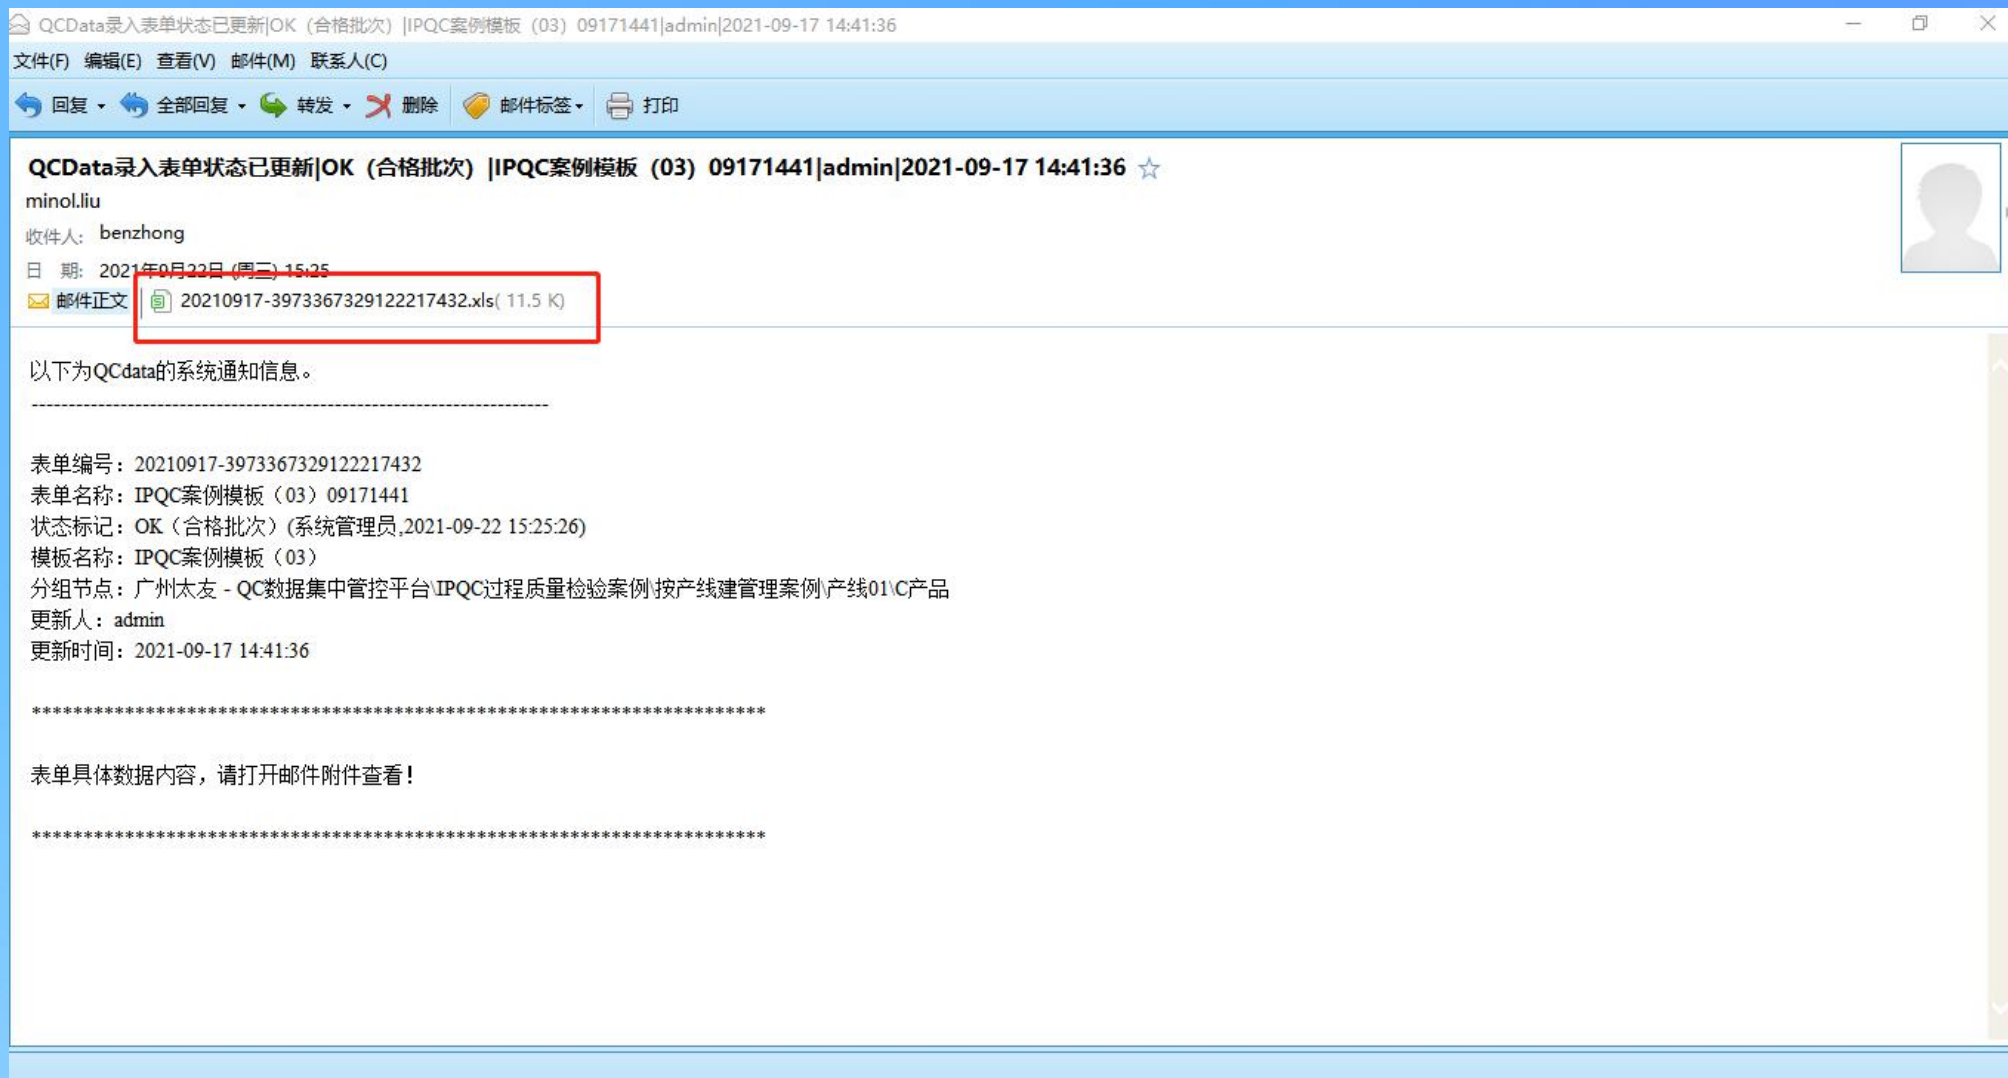 QCData录入表单状态已更新|OK（合格批次）|IPQC案例模板（03）09171441|admin|2021-09-17 14:41:36
文件(F) 编辑(E) 查看(V) 邮件(M) 联系人(C)
回复 全部回复 转发 删除 邮件标签 打印
QCData录入表单状态已更新|OK（合格批次）|IPQC案例模板（03）09171441|admin|2021-09-17 14:41:36
minol.liu
收件人: benzhong
日 期: 2021年9月22日 (周三) 15:25
邮件正文 20210917-3973367329122217432.xls( 11.5 K)
以下为QCdata的系统通知信息。
----------------------------------------------------------------------
表单编号：20210917-3973367329122217432
表单名称：IPQC案例模板（03）09171441
状态标记：OK（合格批次）(系统管理员,2021-09-22 15:25:26)
模板名称：IPQC案例模板（03）
分组节点：广州太友 - QC数据集中管控平台\IPQC过程质量检验案例\按产线建管理案例\产线01\C产品
更新人：admin
更新时间：2021-09-17 14:41:36
***********************************************************************
表单具体数据内容，请打开邮件附件查看！
***********************************************************************